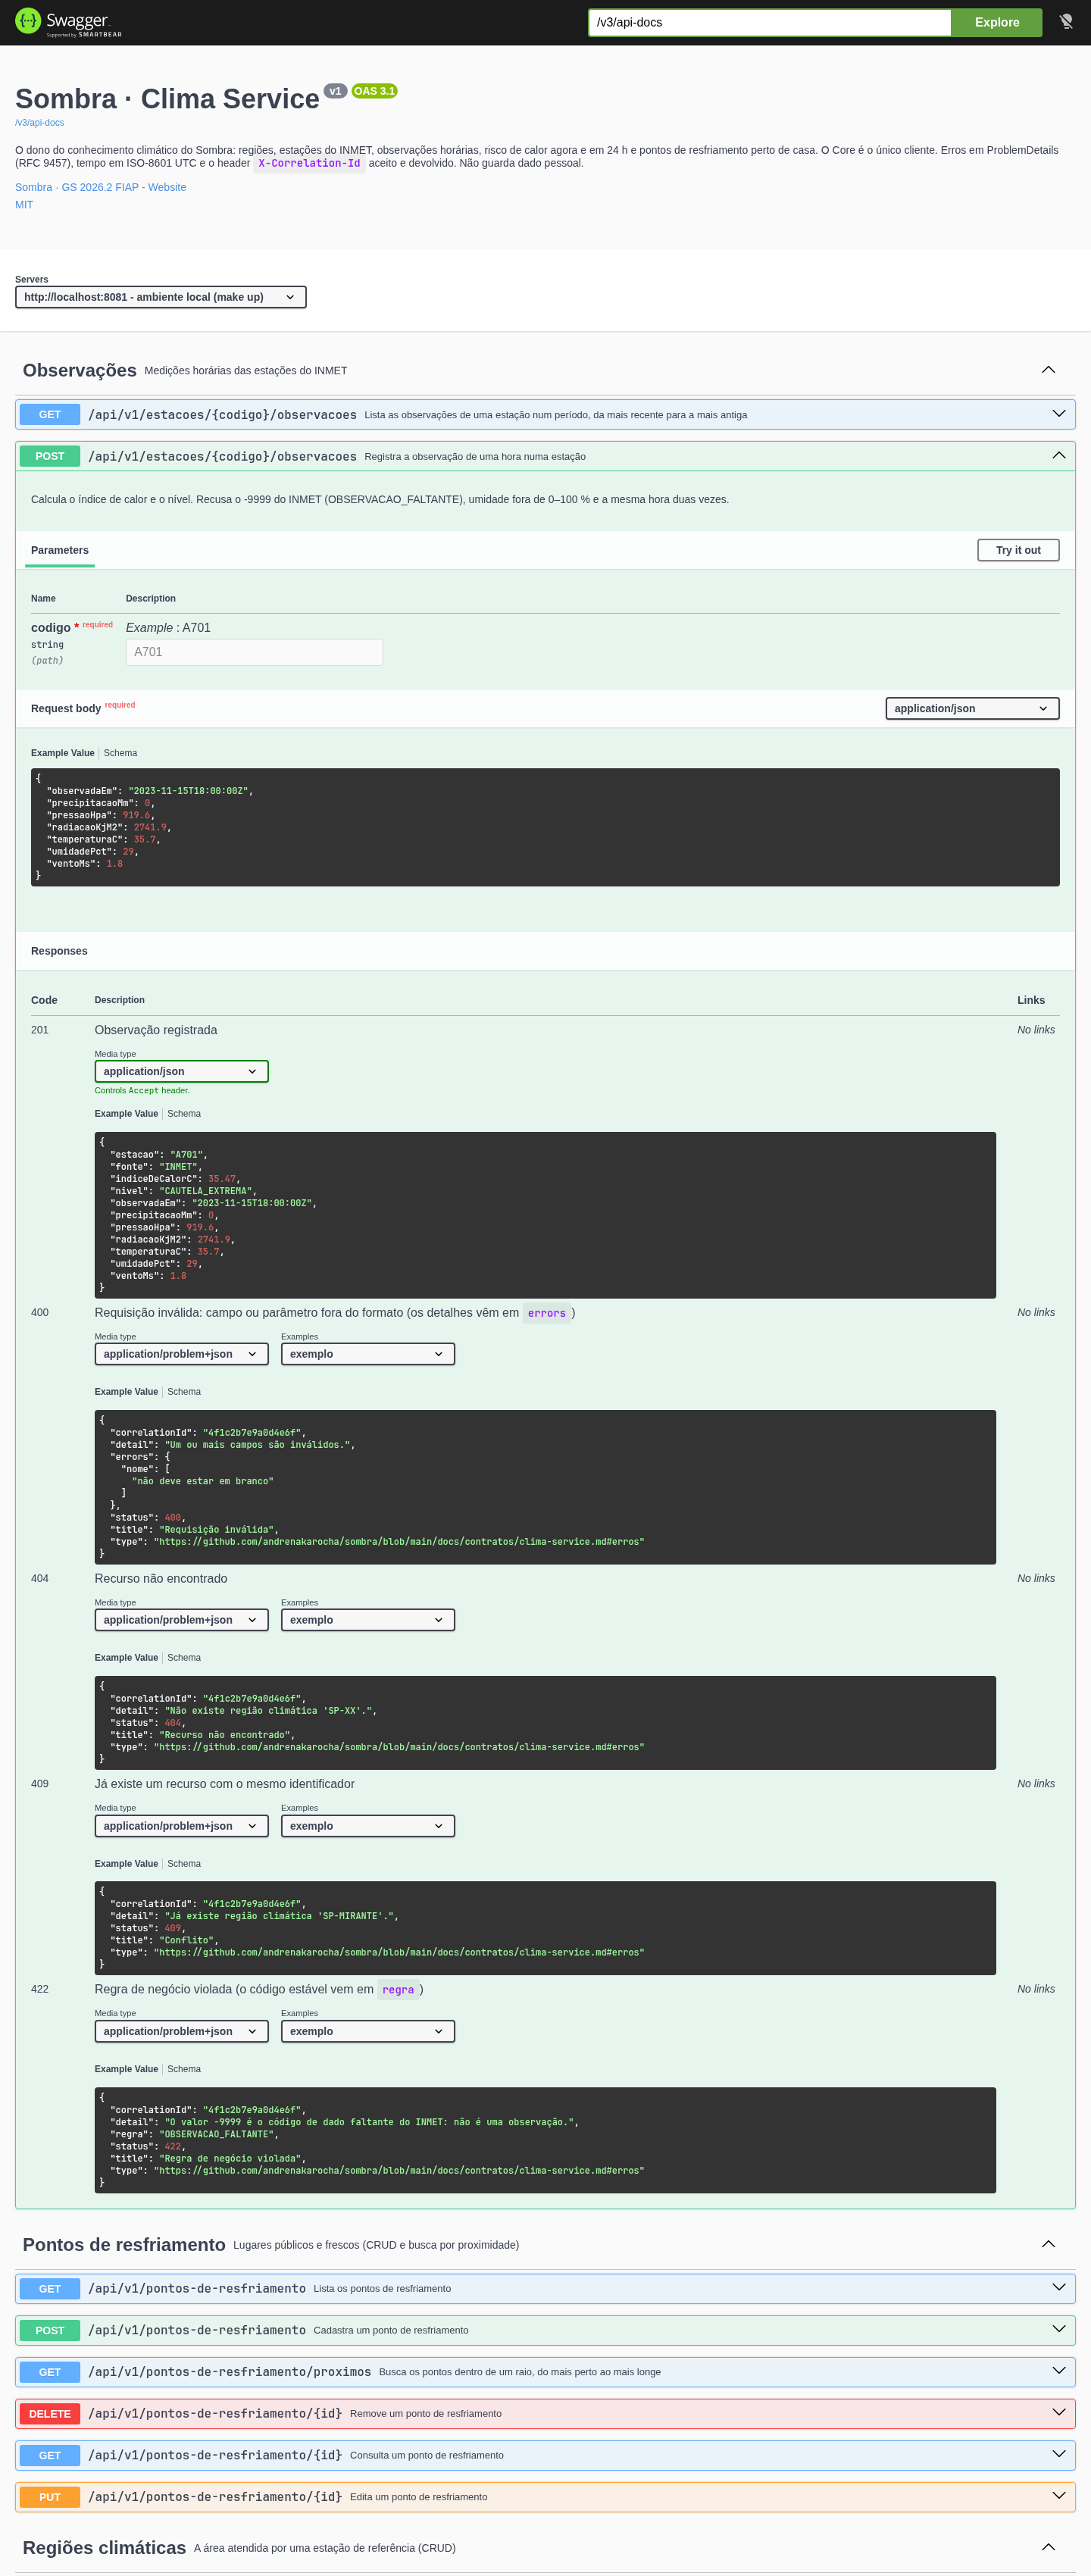 Swagger.
Supported by SMARTBEAR
/v3/api-docs
Explore
Sombra · Clima Service v1 OAS 3.1
/v3/api-docs
O dono do conhecimento climático do Sombra: regiões, estações do INMET, observações horárias, risco de calor agora e em 24 h e pontos de resfriamento perto de casa. O Core é o único cliente. Erros em ProblemDetails
(RFC 9457), tempo em ISO-8601 UTC e o header X-Correlation-Id aceito e devolvido. Não guarda dado pessoal.
Sombra · GS 2026.2 FIAP - Website
MIT
Servers
http://localhost:8081 - ambiente local (make up)
Observações Medições horárias das estações do INMET
GET /api/v1/estacoes/{codigo}/observacoes Lista as observações de uma estação num período, da mais recente para a mais antiga
POST /api/v1/estacoes/{codigo}/observacoes Registra a observação de uma hora numa estação
Calcula o índice de calor e o nível. Recusa o -9999 do INMET (OBSERVACAO_FALTANTE), umidade fora de 0–100 % e a mesma hora duas vezes.
Parameters Try it out
Name Description
codigo * required Example : A701
string A701
(path)
Request body required application/json
Example Value Schema
{
"observadaEm": "2023-11-15T18:00:00Z",
"precipitacaoMm": 0,
"pressaoHpa": 919.6,
"radiacaoKjM2": 2741.9,
"temperaturaC": 35.7,
"umidadePct": 29,
"ventoMs": 1.8
}
Responses
Code Description Links
201 Observação registrada No links
Media type
application/json
Controls Accept header.
Example Value Schema
{
"estacao": "A701",
"fonte": "INMET",
"indiceDeCalorC": 35.47,
"nivel": "CAUTELA_EXTREMA",
"observadaEm": "2023-11-15T18:00:00Z",
"precipitacaoMm": 0,
"pressaoHpa": 919.6,
"radiacaoKjM2": 2741.9,
"temperaturaC": 35.7,
"umidadePct": 29,
"ventoMs": 1.8
}
400 Requisição inválida: campo ou parâmetro fora do formato (os detalhes vêm em errors) No links
Media type Examples
application/problem+json exemplo
Example Value Schema
{
"correlationId": "4f1c2b7e9a0d4e6f",
"detail": "Um ou mais campos são inválidos.",
"errors": {
"nome": [
"não deve estar em branco"
]
},
"status": 400,
"title": "Requisição inválida",
"type": "https://github.com/andrenakarocha/sombra/blob/main/docs/contratos/clima-service.md#erros"
}
404 Recurso não encontrado No links
Media type Examples
application/problem+json exemplo
Example Value Schema
{
"correlationId": "4f1c2b7e9a0d4e6f",
"detail": "Não existe região climática 'SP-XX'.",
"status": 404,
"title": "Recurso não encontrado",
"type": "https://github.com/andrenakarocha/sombra/blob/main/docs/contratos/clima-service.md#erros"
}
409 Já existe um recurso com o mesmo identificador No links
Media type Examples
application/problem+json exemplo
Example Value Schema
{
"correlationId": "4f1c2b7e9a0d4e6f",
"detail": "Já existe região climática 'SP-MIRANTE'.",
"status": 409,
"title": "Conflito",
"type": "https://github.com/andrenakarocha/sombra/blob/main/docs/contratos/clima-service.md#erros"
}
422 Regra de negócio violada (o código estável vem em regra) No links
Media type Examples
application/problem+json exemplo
Example Value Schema
{
"correlationId": "4f1c2b7e9a0d4e6f",
"detail": "O valor -9999 é o código de dado faltante do INMET: não é uma observação.",
"regra": "OBSERVACAO_FALTANTE",
"status": 422,
"title": "Regra de negócio violada",
"type": "https://github.com/andrenakarocha/sombra/blob/main/docs/contratos/clima-service.md#erros"
}
Pontos de resfriamento Lugares públicos e frescos (CRUD e busca por proximidade)
GET /api/v1/pontos-de-resfriamento Lista os pontos de resfriamento
POST /api/v1/pontos-de-resfriamento Cadastra um ponto de resfriamento
GET /api/v1/pontos-de-resfriamento/proximos Busca os pontos dentro de um raio, do mais perto ao mais longe
DELETE /api/v1/pontos-de-resfriamento/{id} Remove um ponto de resfriamento
GET /api/v1/pontos-de-resfriamento/{id} Consulta um ponto de resfriamento
PUT /api/v1/pontos-de-resfriamento/{id} Edita um ponto de resfriamento
Regiões climáticas A área atendida por uma estação de referência (CRUD)